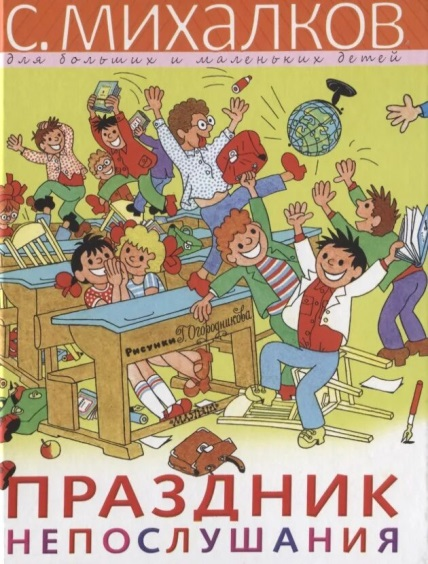 С. МИХАЛКОВ
для больших и маленьких детей
Рисунки Г. Огородникова
ПРАЗДНИК
НЕПОСЛУШАНИЯ